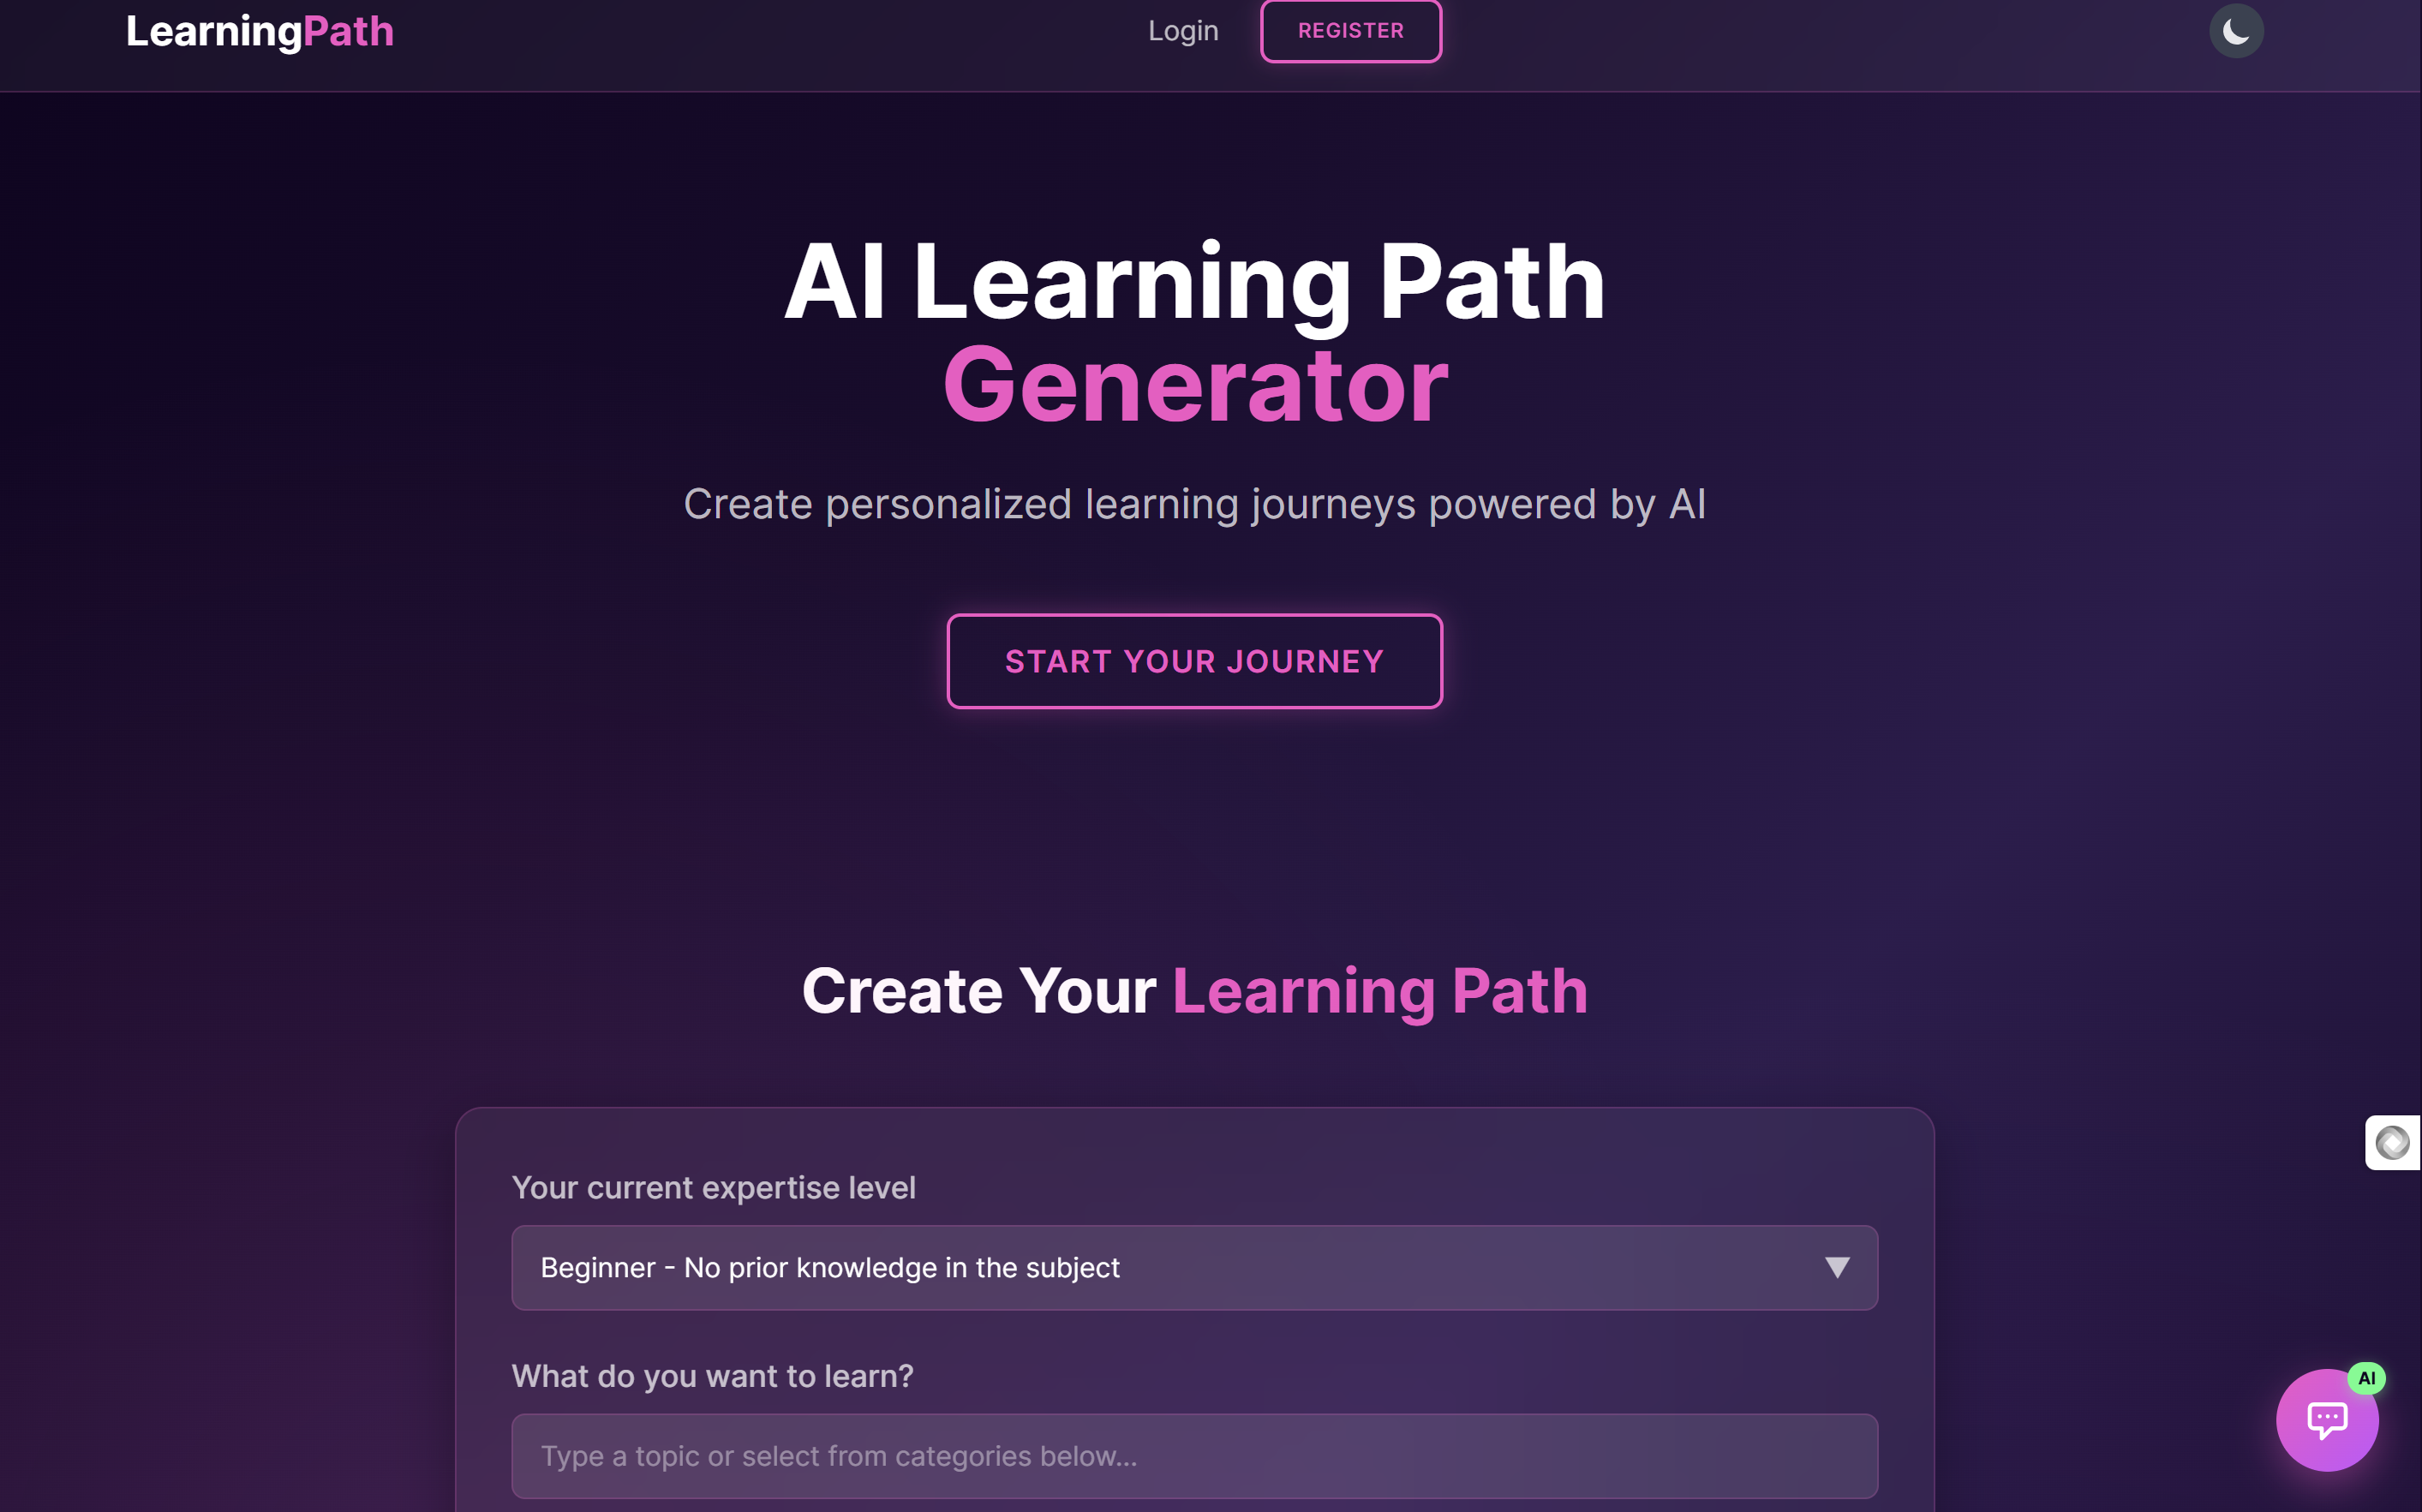 LearningPath
Login
REGISTER
AI Learning Path
Generator
Create personalized learning journeys powered by AI
START YOUR JOURNEY
Create Your Learning Path
Your current expertise level
Beginner - No prior knowledge in the subject
What do you want to learn?
Type a topic or select from categories below...
AI